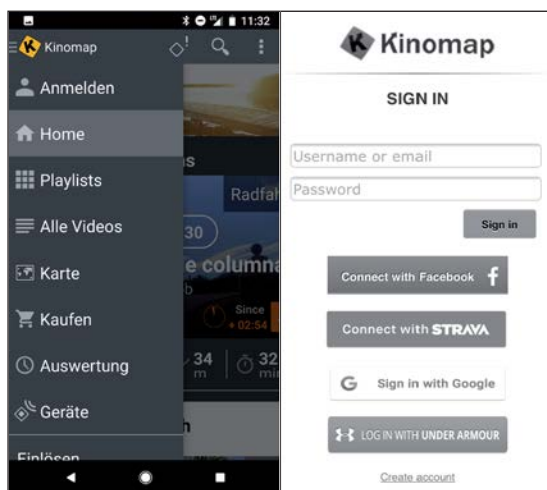 11:32
Kinomap
Anmelden
Home
Playlists
Alle Videos
Karte
Kaufen
Auswertung
Geräte
Einlösen
Radfah
30
e columna
Since
+ 02:54
34
m
32
min
h
Kinomap
SIGN IN
Username or email
Password
Sign in
Connect with Facebook f
Connect with STRAVA
G Sign in with Google
LOG IN WITH UNDER ARMOUR
Create account